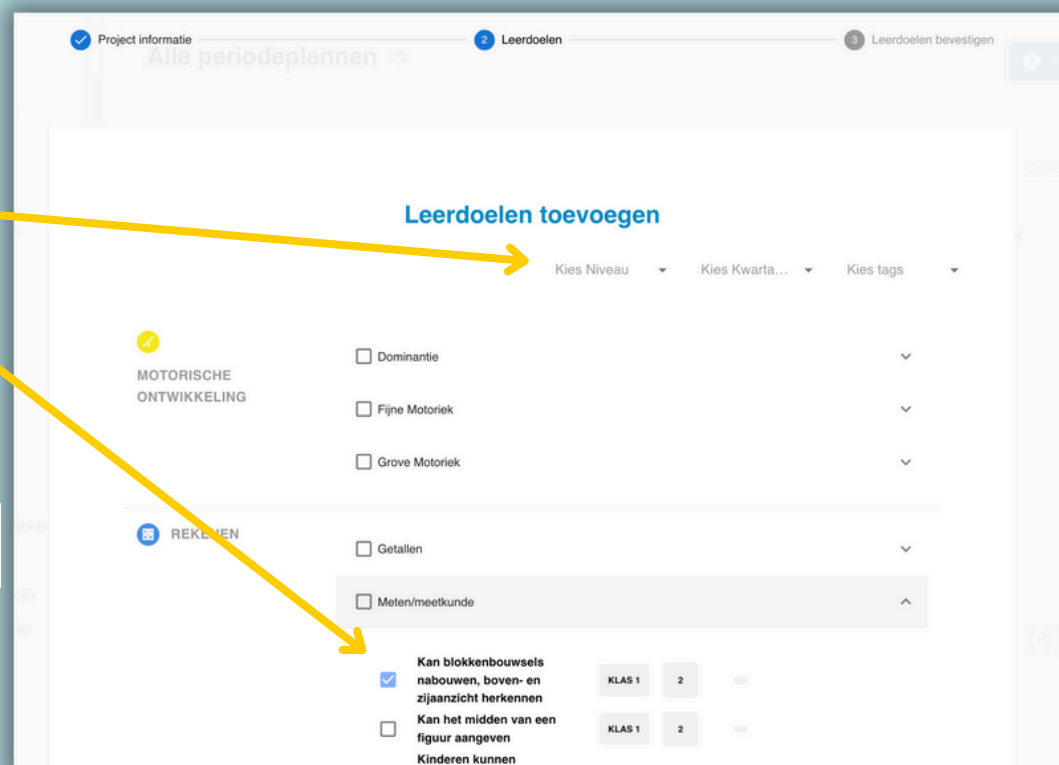 Project informatie
2 Leerdoelen
3 Leerdoelen bevestigen
Alle periodeplannen
Leerdoelen toevoegen
Kies Niveau
Kies Kwarta...
Kies tags
MOTORISCHE
ONTWIKKELING
Dominantie
Fijne Motoriek
Grove Motoriek
REKENEN
Getallen
Meten/meetkunde
Kan blokkenbouwsels
nabouwen, boven- en
zijaanzicht herkennen
KLAS 1
2
Kan het midden van een
figuur aangeven
KLAS 1
2
Kinderen kunnen